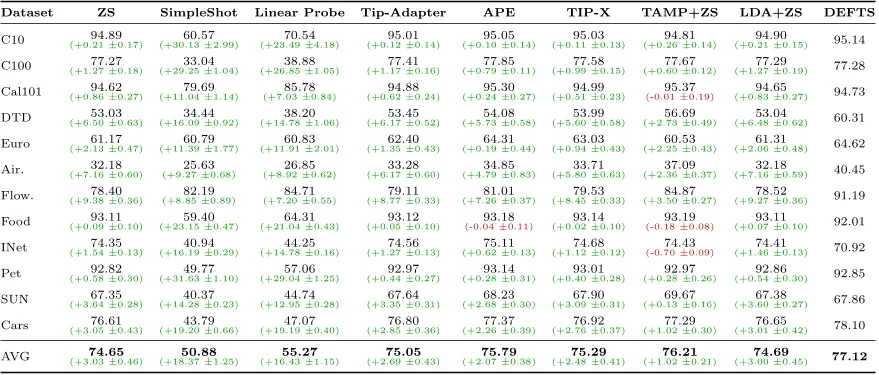 Dataset ZS SimpleShot Linear Probe Tip-Adapter APE TIP-X TAMP+ZS LDA+ZS DEFTS
C10 94.89 60.57 70.54 95.01 95.05 95.03 94.81 94.90 95.14
(+0.21 ±0.17) (+30.13 ±2.99) (+23.49 ±4.18) (+0.12 ±0.14) (+0.10 ±0.14) (+0.11 ±0.13) (+0.26 ±0.14) (+0.21 ±0.15)
C100 77.27 33.04 38.88 77.41 77.85 77.58 77.67 77.29 77.28
(+1.27 ±0.18) (+29.25 ±1.04) (+26.85 ±1.05) (+1.17 ±0.16) (+0.79 ±0.11) (+0.99 ±0.15) (+0.60 ±0.12) (+1.27 ±0.19)
Cal101 94.62 79.69 85.78 94.88 95.30 94.99 95.37 94.65 94.73
(+0.86 ±0.27) (+11.04 ±1.14) (+7.03 ±0.84) (+0.62 ±0.24) (+0.24 ±0.27) (+0.51 ±0.23) (-0.01 ±0.19) (+0.83 ±0.27)
DTD 53.03 34.44 38.20 53.45 54.08 53.99 56.69 53.04 60.31
(+6.50 ±0.63) (+16.09 ±0.92) (+14.78 ±1.06) (+6.17 ±0.52) (+5.73 ±0.58) (+5.60 ±0.58) (+2.73 ±0.49) (+6.48 ±0.62)
Euro 61.17 60.79 60.83 62.40 64.31 63.03 60.53 61.31 64.62
(+2.13 ±0.47) (+11.39 ±1.77) (+11.91 ±2.01) (+1.35 ±0.43) (+0.19 ±0.44) (+0.94 ±0.43) (+2.25 ±0.43) (+2.06 ±0.48)
Air. 32.18 25.63 26.85 33.28 34.85 33.71 37.09 32.18 40.45
(+7.16 ±0.60) (+9.27 ±0.68) (+8.92 ±0.62) (+6.17 ±0.60) (+4.79 ±0.83) (+5.80 ±0.63) (+2.36 ±0.37) (+7.16 ±0.59)
Flow. 78.40 82.19 84.71 79.11 81.01 79.53 84.87 78.52 91.19
(+9.38 ±0.36) (+8.85 ±0.89) (+7.20 ±0.55) (+8.77 ±0.33) (+7.26 ±0.37) (+8.45 ±0.33) (+3.50 ±0.27) (+9.27 ±0.36)
Food 93.11 59.40 64.31 93.12 93.18 93.14 93.19 93.11 92.01
(+0.09 ±0.10) (+23.15 ±0.47) (+21.04 ±0.43) (+0.05 ±0.10) (-0.04 ±0.11) (+0.02 ±0.10) (-0.18 ±0.08) (+0.07 ±0.10)
INet 74.35 40.94 44.25 74.56 75.11 74.68 74.43 74.41 70.92
(+1.54 ±0.13) (+16.19 ±0.29) (+14.78 ±0.16) (+1.27 ±0.13) (+0.62 ±0.13) (+1.12 ±0.12) (-0.70 ±0.09) (+1.46 ±0.13)
Pet 92.82 49.77 57.06 92.97 93.14 93.01 92.97 92.86 92.85
(+0.58 ±0.30) (+31.63 ±1.10) (+29.04 ±1.25) (+0.44 ±0.27) (+0.28 ±0.31) (+0.40 ±0.28) (+0.28 ±0.26) (+0.54 ±0.30)
SUN 67.35 40.37 44.74 67.64 68.23 67.90 69.67 67.38 67.86
(+3.64 ±0.28) (+14.28 ±0.23) (+12.95 ±0.28) (+3.35 ±0.31) (+2.68 ±0.30) (+3.09 ±0.31) (+0.13 ±0.16) (+3.60 ±0.27)
Cars 76.61 43.79 47.07 76.80 77.37 76.92 77.29 76.65 78.10
(+3.05 ±0.43) (+19.20 ±0.66) (+19.19 ±0.40) (+2.85 ±0.36) (+2.26 ±0.39) (+2.76 ±0.37) (+1.02 ±0.30) (+3.01 ±0.42)
AVG 74.65 50.88 55.27 75.05 75.79 75.29 76.21 74.69 77.12
(+3.03 ±0.46) (+18.37 ±1.25) (+16.43 ±1.15) (+2.69 ±0.43) (+2.07 ±0.38) (+2.48 ±0.41) (+1.02 ±0.21) (+3.00 ±0.45)